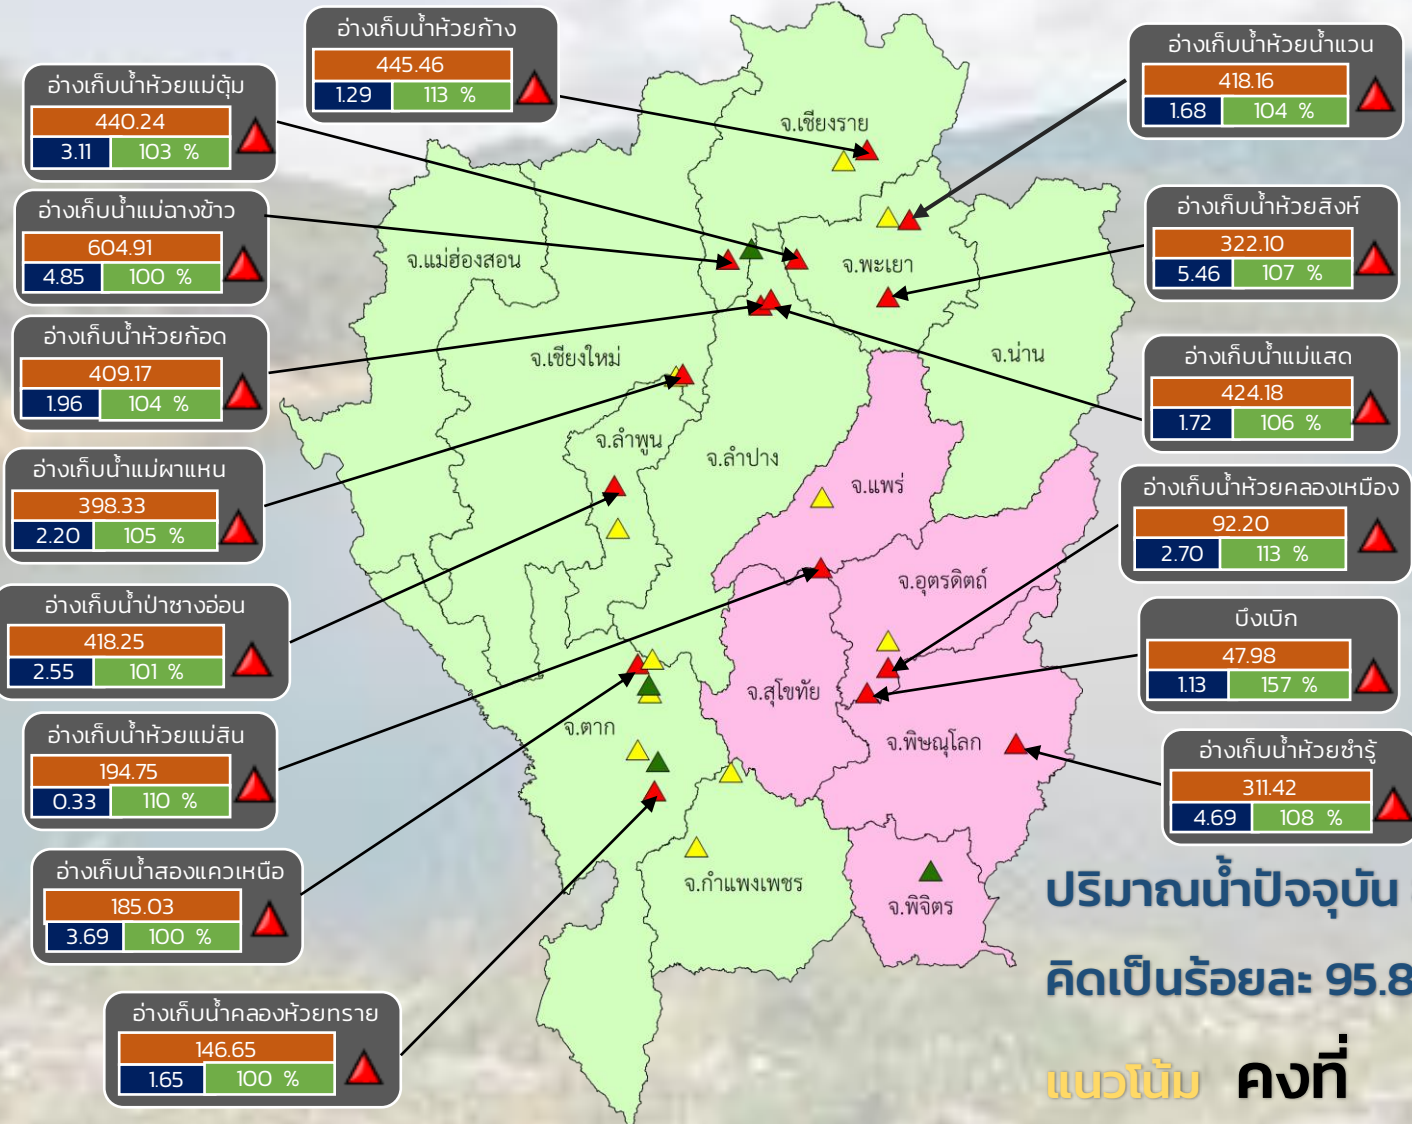 อ่างเก็บน้ำห้วยก้าง
445.46
1.29 113 %
อ่างเก็บน้ำห้วยน้ำแวน
418.16
1.68 104 %
อ่างเก็บน้ำห้วยแม่ตุ้ม
440.24
3.11 103 %
จ.เชียงราย
อ่างเก็บน้ำแม่ฉางข้าว
604.91
4.85 100 %
อ่างเก็บน้ำห้วยสิงห์
322.10
5.46 107 %
จ.แม่ฮ่องสอน
จ.พะเยา
อ่างเก็บน้ำห้วยก้อด
409.17
1.96 104 %
จ.เชียงใหม่
จ.น่าน
อ่างเก็บน้ำแม่แสด
424.18
1.72 106 %
อ่างเก็บน้ำแม่ผาแหน
398.33
2.20 105 %
จ.ลำพูน
จ.ลำปาง
จ.แพร่
อ่างเก็บน้ำห้วยคลองเหมือง
92.20
2.70 113 %
อ่างเก็บน้ำป่าซางอ่อน
418.25
2.55 101 %
จ.อุตรดิตถ์
บึงเบิก
47.98
1.13 157 %
อ่างเก็บน้ำห้วยแม่สิน
194.75
0.33 110 %
จ.ตาก
จ.สุโขทัย
จ.พิษณุโลก
อ่างเก็บน้ำห้วยซำรู้
311.42
4.69 108 %
อ่างเก็บน้ำสองแควเหนือ
185.03
3.69 100 %
จ.กำแพงเพชร
จ.พิจิตร
ปริมาณน้ำปัจจุบัน
คิดเป็นร้อยละ 95.8
อ่างเก็บน้ำคลองห้วยทราย
146.65
1.65 100 %
แนวโน้ม คงที่